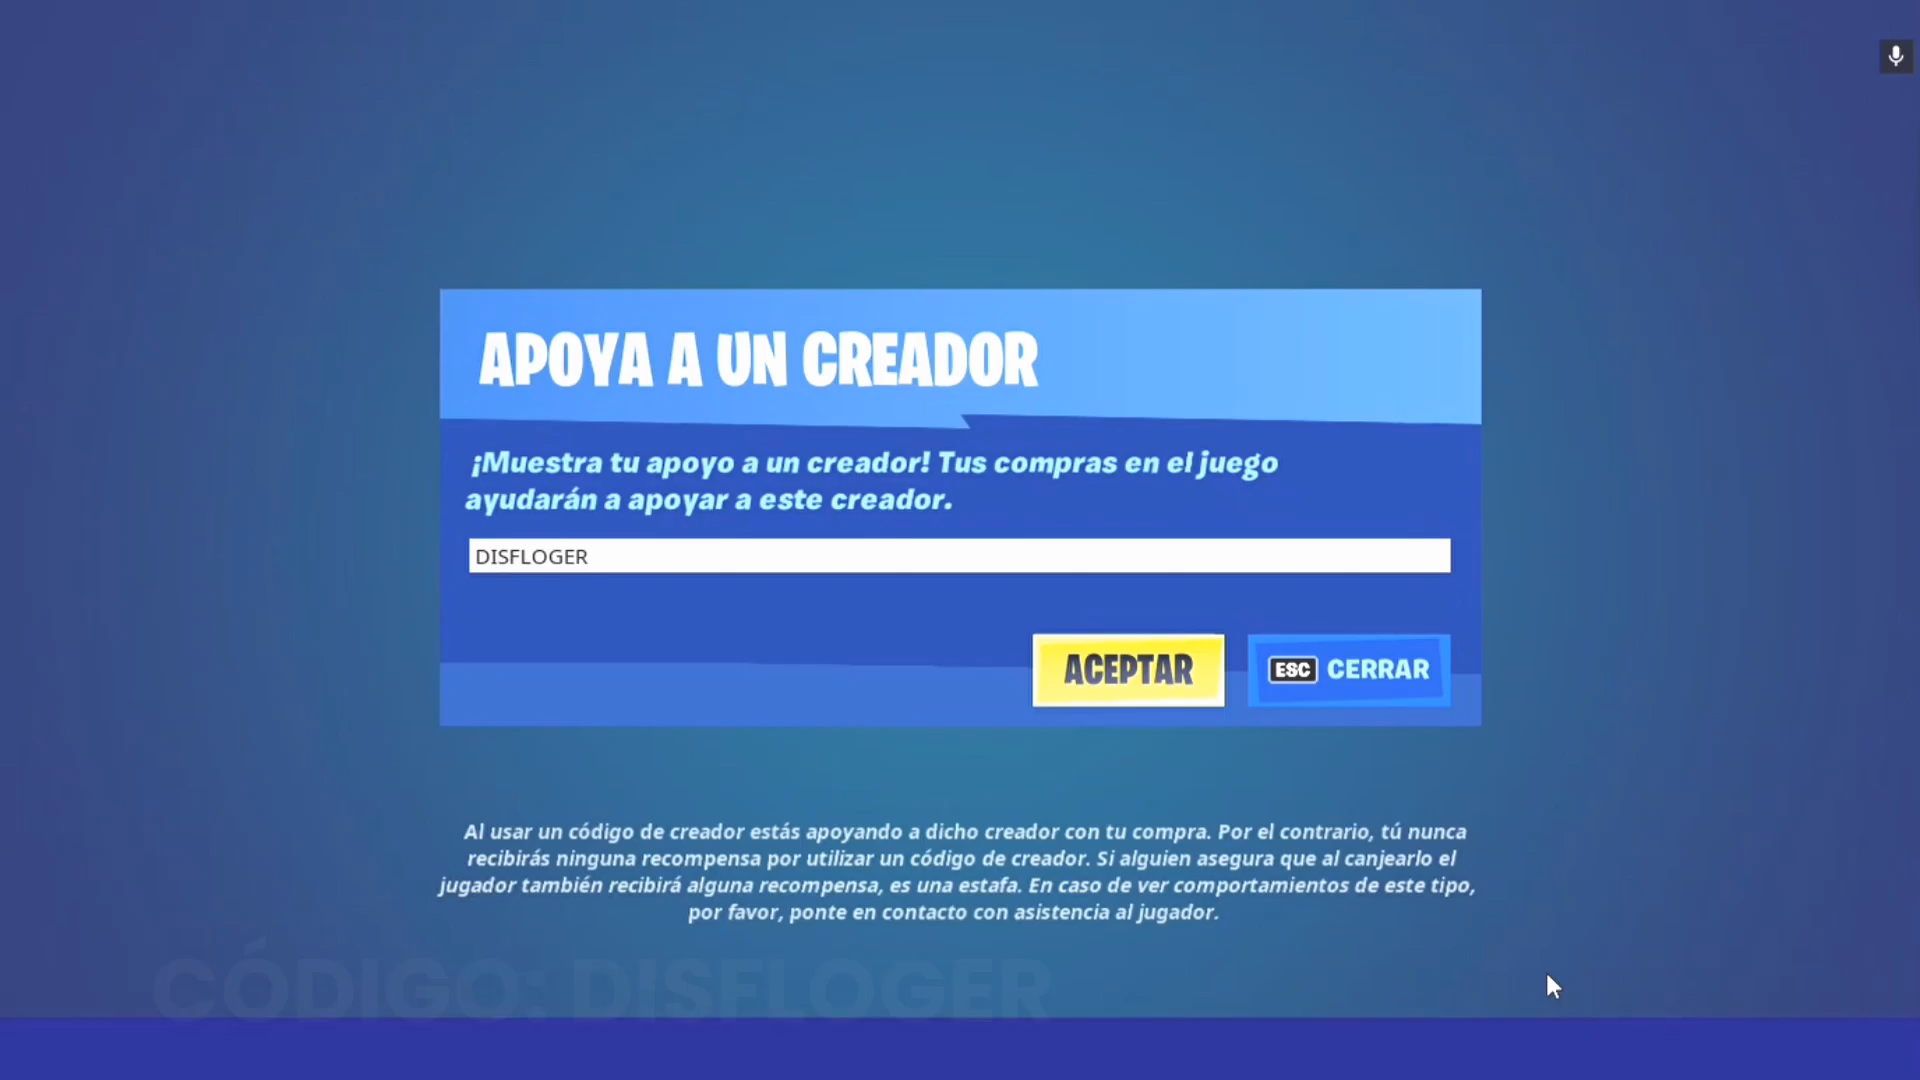 APOYA A UN CREADOR
¡Muestra tu apoyo a un creador! Tus compras en el juego
ayudarán a apoyar a este creador.
DISFLOGER
ACEPTAR
ESC CERRAR
Al usar un código de creador estás apoyando a dicho creador con tu compra. Por el contrario, tú nunca
recibirás ninguna recompensa por utilizar un código de creador. Si alguien asegura que al canjearlo el
jugador también recibirá alguna recompensa, es una estafa. En caso de ver comportamientos de este tipo,
por favor, ponte en contacto con asistencia al jugador.
CÓDIGO: DISFLOGER